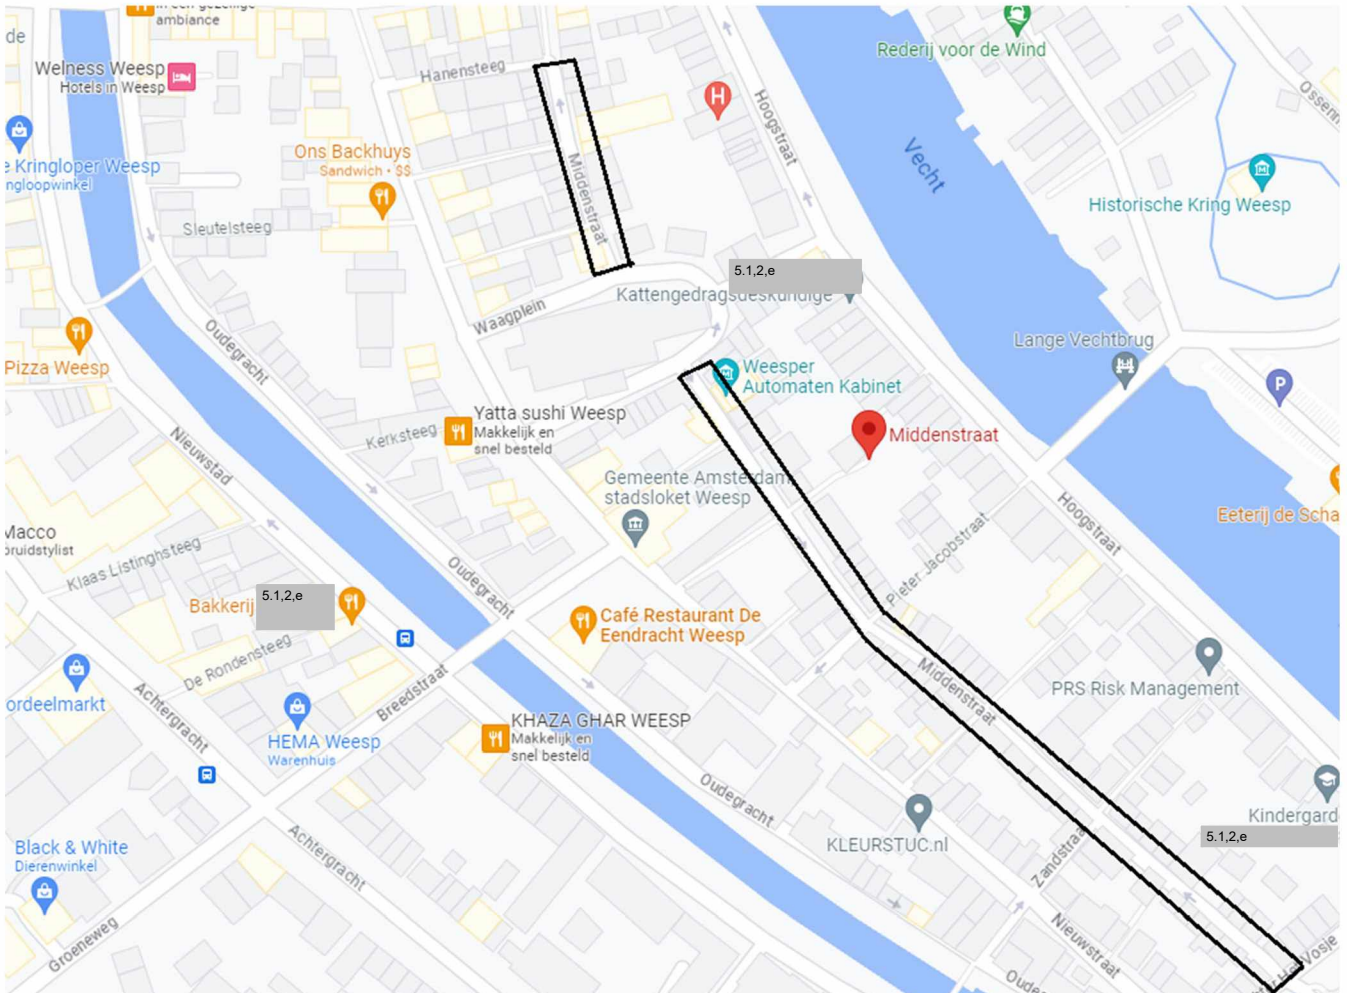 ambiance
de
Welness Weesp
Hotels in Weesp
Hanensteeg
Rederij voor de Wind
Hoogstraat
H
Vecht
e Kringloper Weesp
ngloopwinkel
Ons Backhuys
Sandwich • $$
Middenstraat
Historische Kring Weesp
Sleutelsteeg
5.1,2,e
Kattengedragsdeskundige
Waagplein
Oudegracht
Lange Vechtbrug
Pizza Weesp
Weesper
Automaten Kabinet
P
Yatta sushi Weesp
Makkelijk en
snel besteld
Kerksteeg
Middenstraat
Nieuwstad
Gemeente Amsterdam
stadsloket Weesp
Hoogstraat
Eeterij de Scha
Macco
bruidstylist
Klaas Listinghsteeg
Pieter Jacobstraat
Oudegracht
5.1,2,e
Bakkerij
Café Restaurant De
Eendracht Weesp
De Rondensteeg
Breedstraat
Middenstraat
PRS Risk Management
ordeelmarkt
Achtergracht
HEMA Weesp
Warenhuis
KHAZA GHAR WEESP
Makkelijk en
snel besteld
Oudegracht
KLEURSTUC.nl
Kindergard
5.1,2,e
Black & White
Dierenwinkel
Achtergracht
Zandstraat
Groeneweg
Nieuwstraat
Oude
Vosje